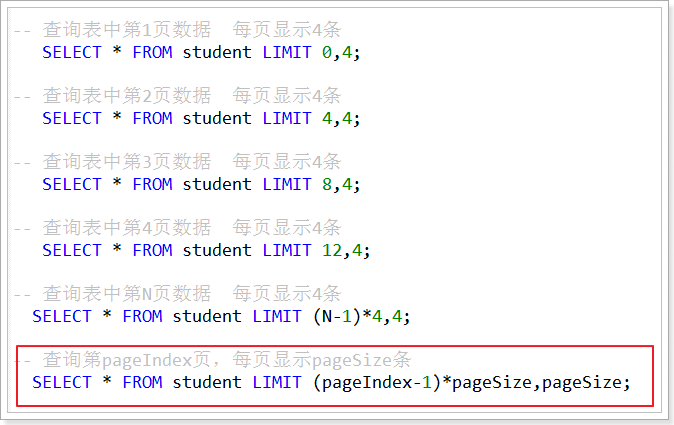 -- 查询表中第1页数据  每页显示4条
SELECT * FROM student LIMIT 0,4;
-- 查询表中第2页数据  每页显示4条
SELECT * FROM student LIMIT 4,4;
-- 查询表中第3页数据  每页显示4条
SELECT * FROM student LIMIT 8,4;
-- 查询表中第4页数据  每页显示4条
SELECT * FROM student LIMIT 12,4;
-- 查询表中第N页数据  每页显示4条
SELECT * FROM student LIMIT (N-1)*4,4;
-- 查询第pageIndex页，每页显示pageSize条
SELECT * FROM student LIMIT (pageIndex-1)*pageSize,pageSize;